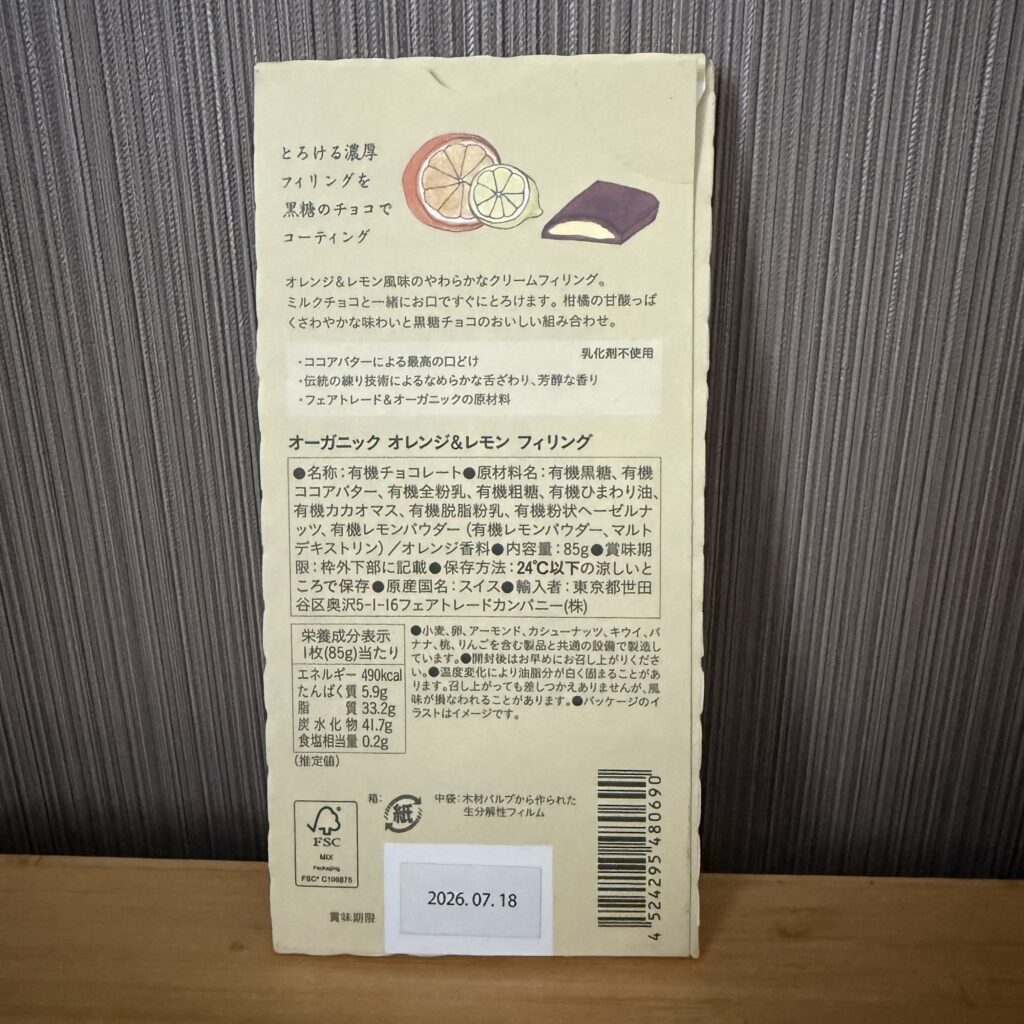 とろける濃厚
フィリングを
黒糖のチョコで
コーティング
オレンジ&レモン風味のやわらかなクリームフィリング。
ミルクチョコと一緒にお口ですぐにとろけます。柑橘の甘酸っぱ
くさわやかな味わいと黒糖チョコのおいしい組み合わせ。
乳化剤不使用
・ココアバターによる最高の口どけ
・伝統の練り技術によるなめらかな舌ざわり、芳醇な香り
・フェアトレード&オーガニックの原材料
オーガニック オレンジ&レモン フィリング
●名称:有機チョコレート●原材料名:有機黒糖、有機
ココアバター、有機全粉乳、有機粗糖、有機ひまわり油、
有機カカオマス、有機脱脂粉乳、有機粉状ヘーゼルナ
ッツ、有機レモンパウダー(有機レモンパウダー、マルト
デキストリン)/オレンジ香料●内容量:85g●賞味期
限:枠外下部に記載●保存方法:24℃以下の涼しいと
ころで保存●原産国名:スイス●輸入者:東京都世田
谷区奥沢5-1-16フェアトレードカンパニー(株)
栄養成分表示
1枚(85g)当たり
エネルギー 490kcal
たんぱく質 5.9g
脂 質 33.2g
炭水化物 41.7g
食塩相当量 0.2g
(推定値)
●小麦、卵、アーモンド、カシューナッツ、キウイ、バ
ナナ、桃、りんごを含む製品と共通の設備で製造し
ています。●開封後はお早めにお召し上がりくださ
い。●温度変化により油脂分が白く固まることがあ
ります。召し上がっても差しつかえありませんが、風
味が損なわれることがあります。●パッケージのイ
ラストはイメージです。
箱:
紙
中袋:木材パルプから作られた
生分解性フィルム
FSC
MIX
Packaging
FSC® C106875
賞味期限
2026.07.18
4 524295 480690